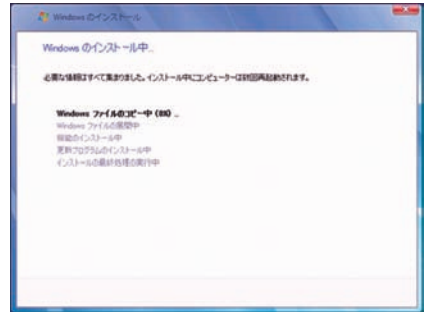 Windows のインストール
Windows のインストール中...
必要な情報はすべて集まりました。インストール中にコンピューターは数回再起動されます。
Windows ファイルのコピー中 (0%) ...
Windows ファイルの展開中
機能のインストール中
更新プログラムのインストール中
インストールの最終処理の実行中